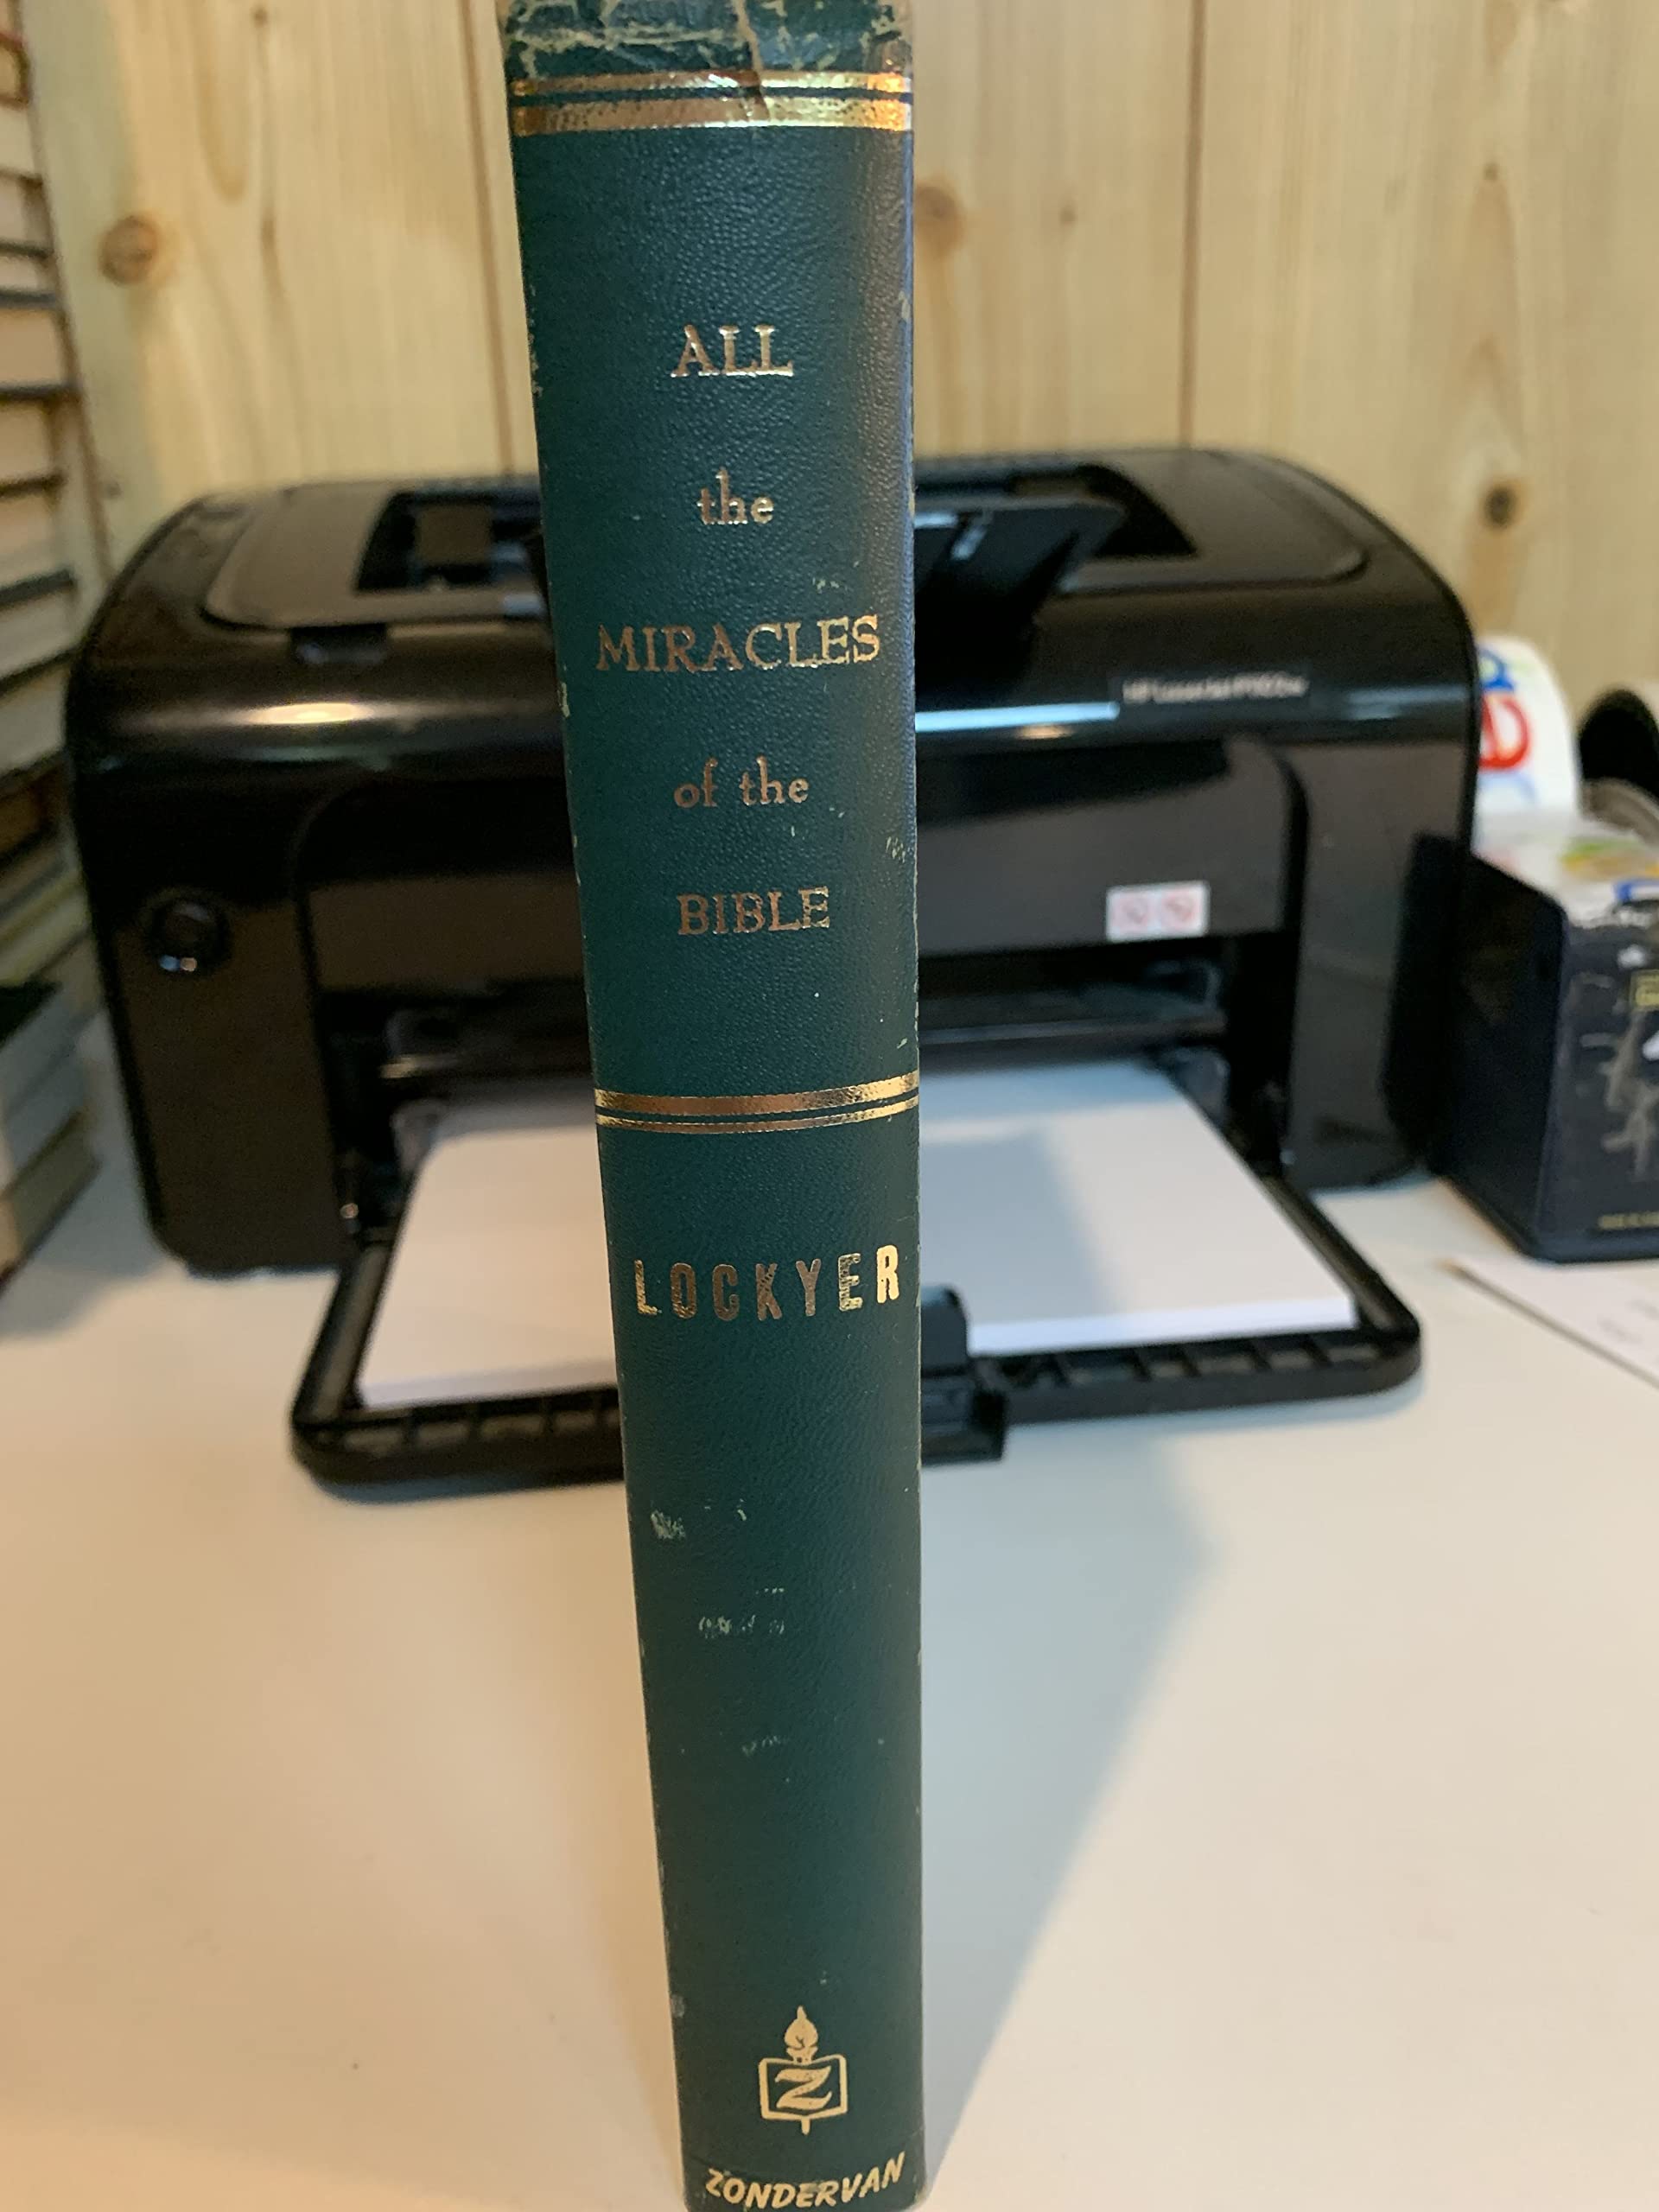 ALL
the
MIRACLES
of the
BIBLE
LOCKYER
Z
ZONDERVAN